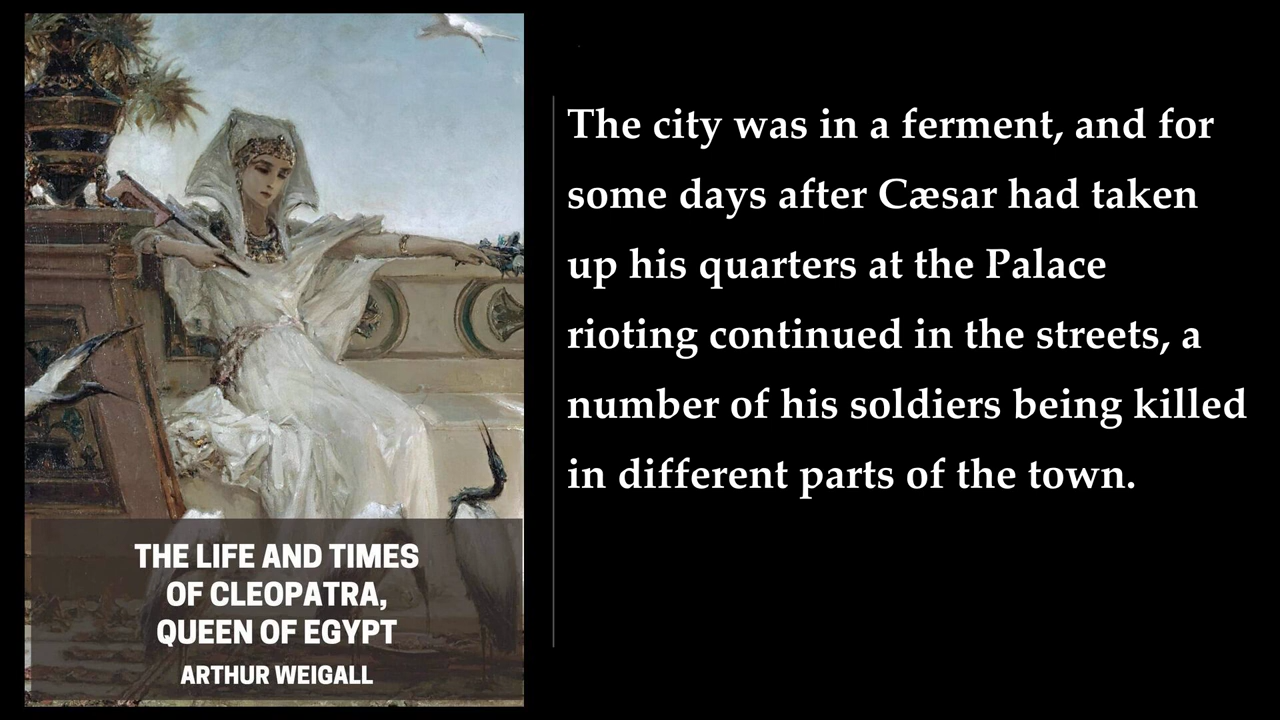 The city was in a ferment, and for
some days after Cæsar had taken
up his quarters at the Palace
rioting continued in the streets, a
number of his soldiers being killed
in different parts of the town.
THE LIFE AND TIMES
OF CLEOPATRA,
QUEEN OF EGYPT
ARTHUR WEIGALL